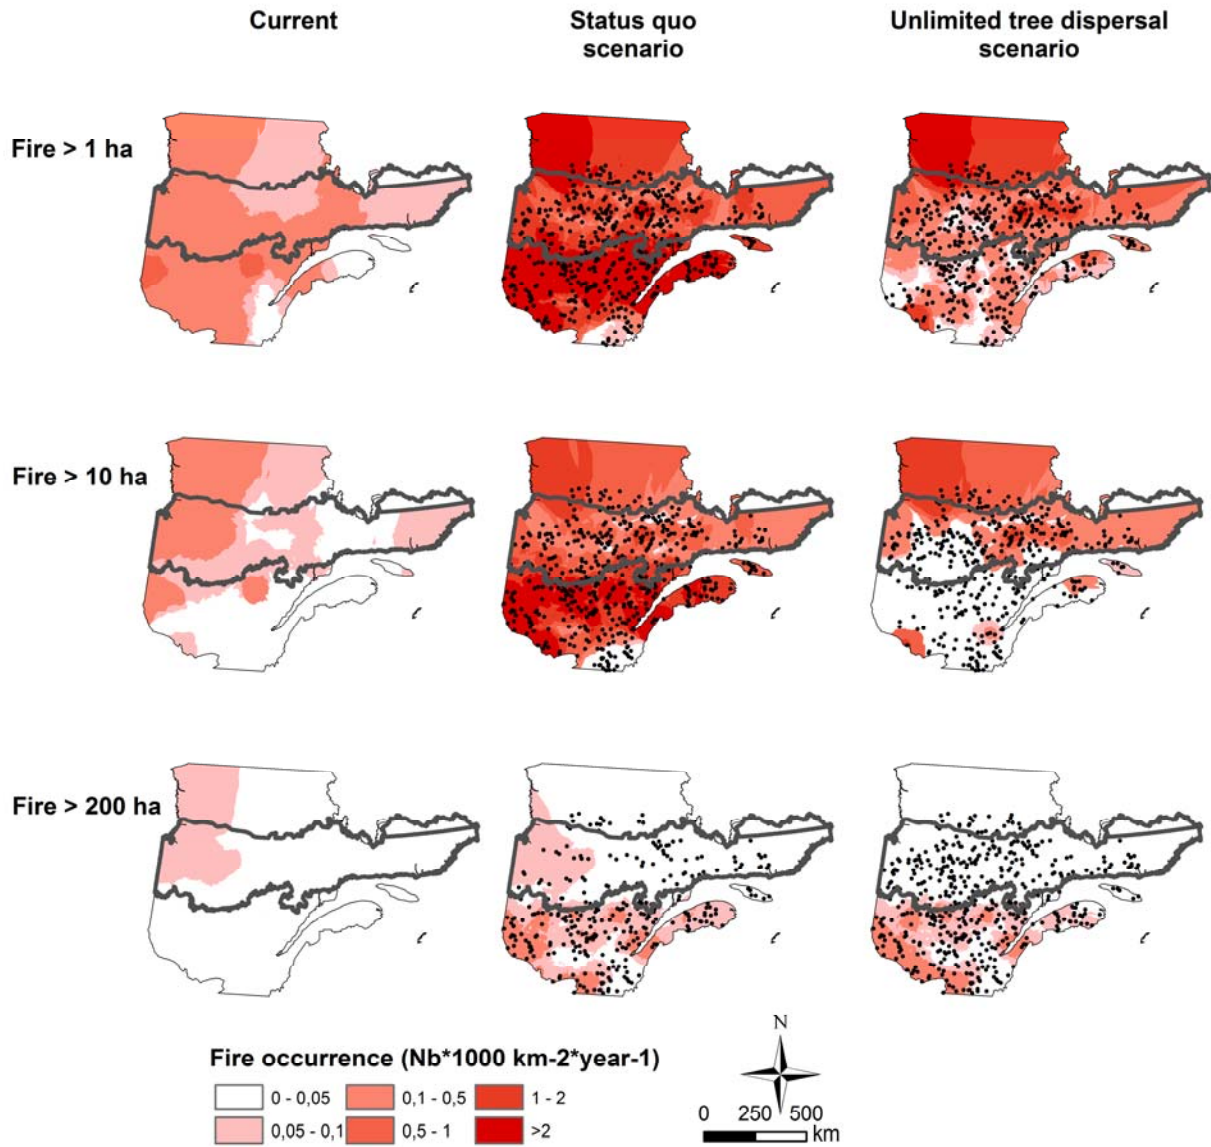 Current
Status quo
scenario
Unlimited tree dispersal
scenario
Fire > 1 ha
Fire > 10 ha
Fire > 200 ha
N
Fire occurrence (Nb*1000 km-2*year-1)
0 - 0,05
0,1 - 0,5
1 - 2
0,05 - 0,1
0,5 - 1
>2
0 250 500
km